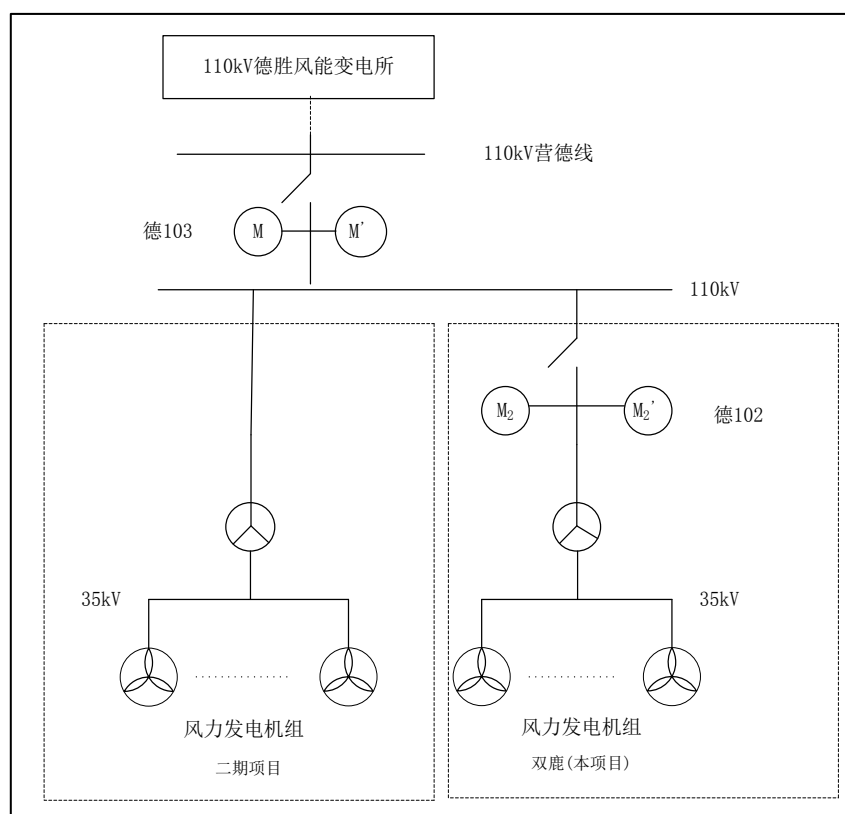 110kV德胜风能变电所
110kV营德线
德103
M
M'
110kV
M₂
M₂'
德102
35kV
35kV
风力发电机组
二期项目
风力发电机组
双鹿(本项目)